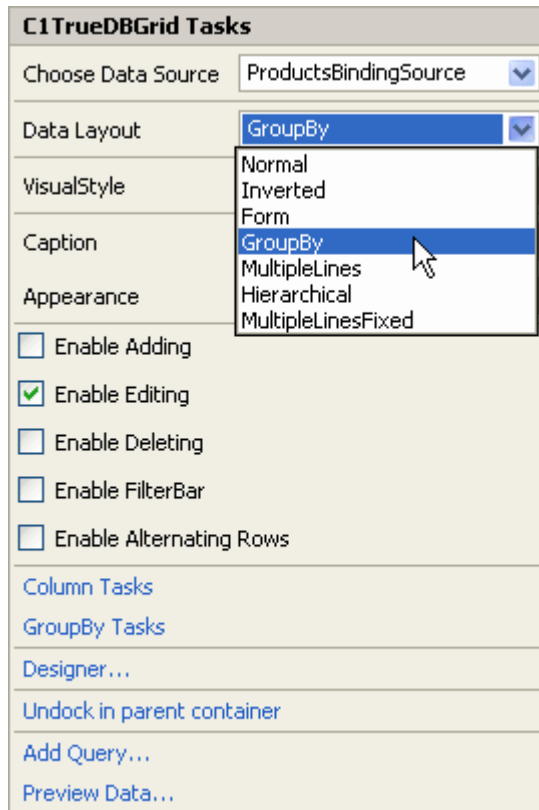 C1TrueDBGrid Tasks
Choose Data Source ProductsBindingSource
Data Layout GroupBy
Normal
VisualStyle Inverted
Form
Caption GroupBy
MultipleLines
Appearance Hierarchical
MultipleLinesFixed
Enable Adding
Enable Editing
Enable Deleting
Enable FilterBar
Enable Alternating Rows
Column Tasks
GroupBy Tasks
Designer...
Undock in parent container
Add Query...
Preview Data...